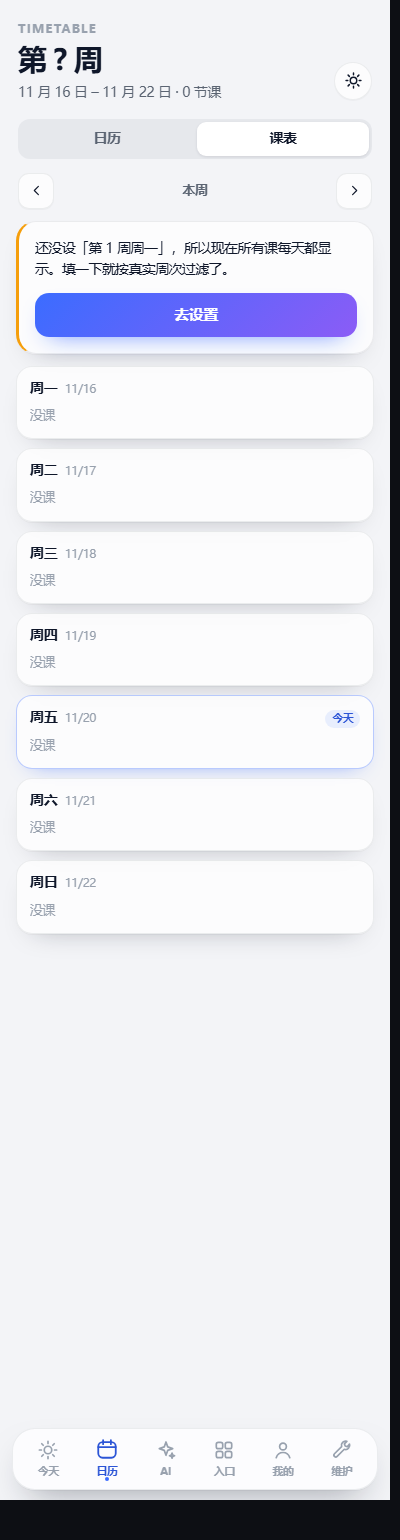 TIMETABLE
第 ? 周
11 月 16 日 – 11 月 22 日 · 0 节课
日历
课表
本周
还没设「第 1 周周一」，所以现在所有课每天都显
示。填一下就按真实周次过滤了。
去设置
周一 11/16
没课
周二 11/17
没课
周三 11/18
没课
周四 11/19
没课
周五 11/20
今天
没课
周六 11/21
没课
周日 11/22
没课
今天
日历
AI
入口
我的
维护